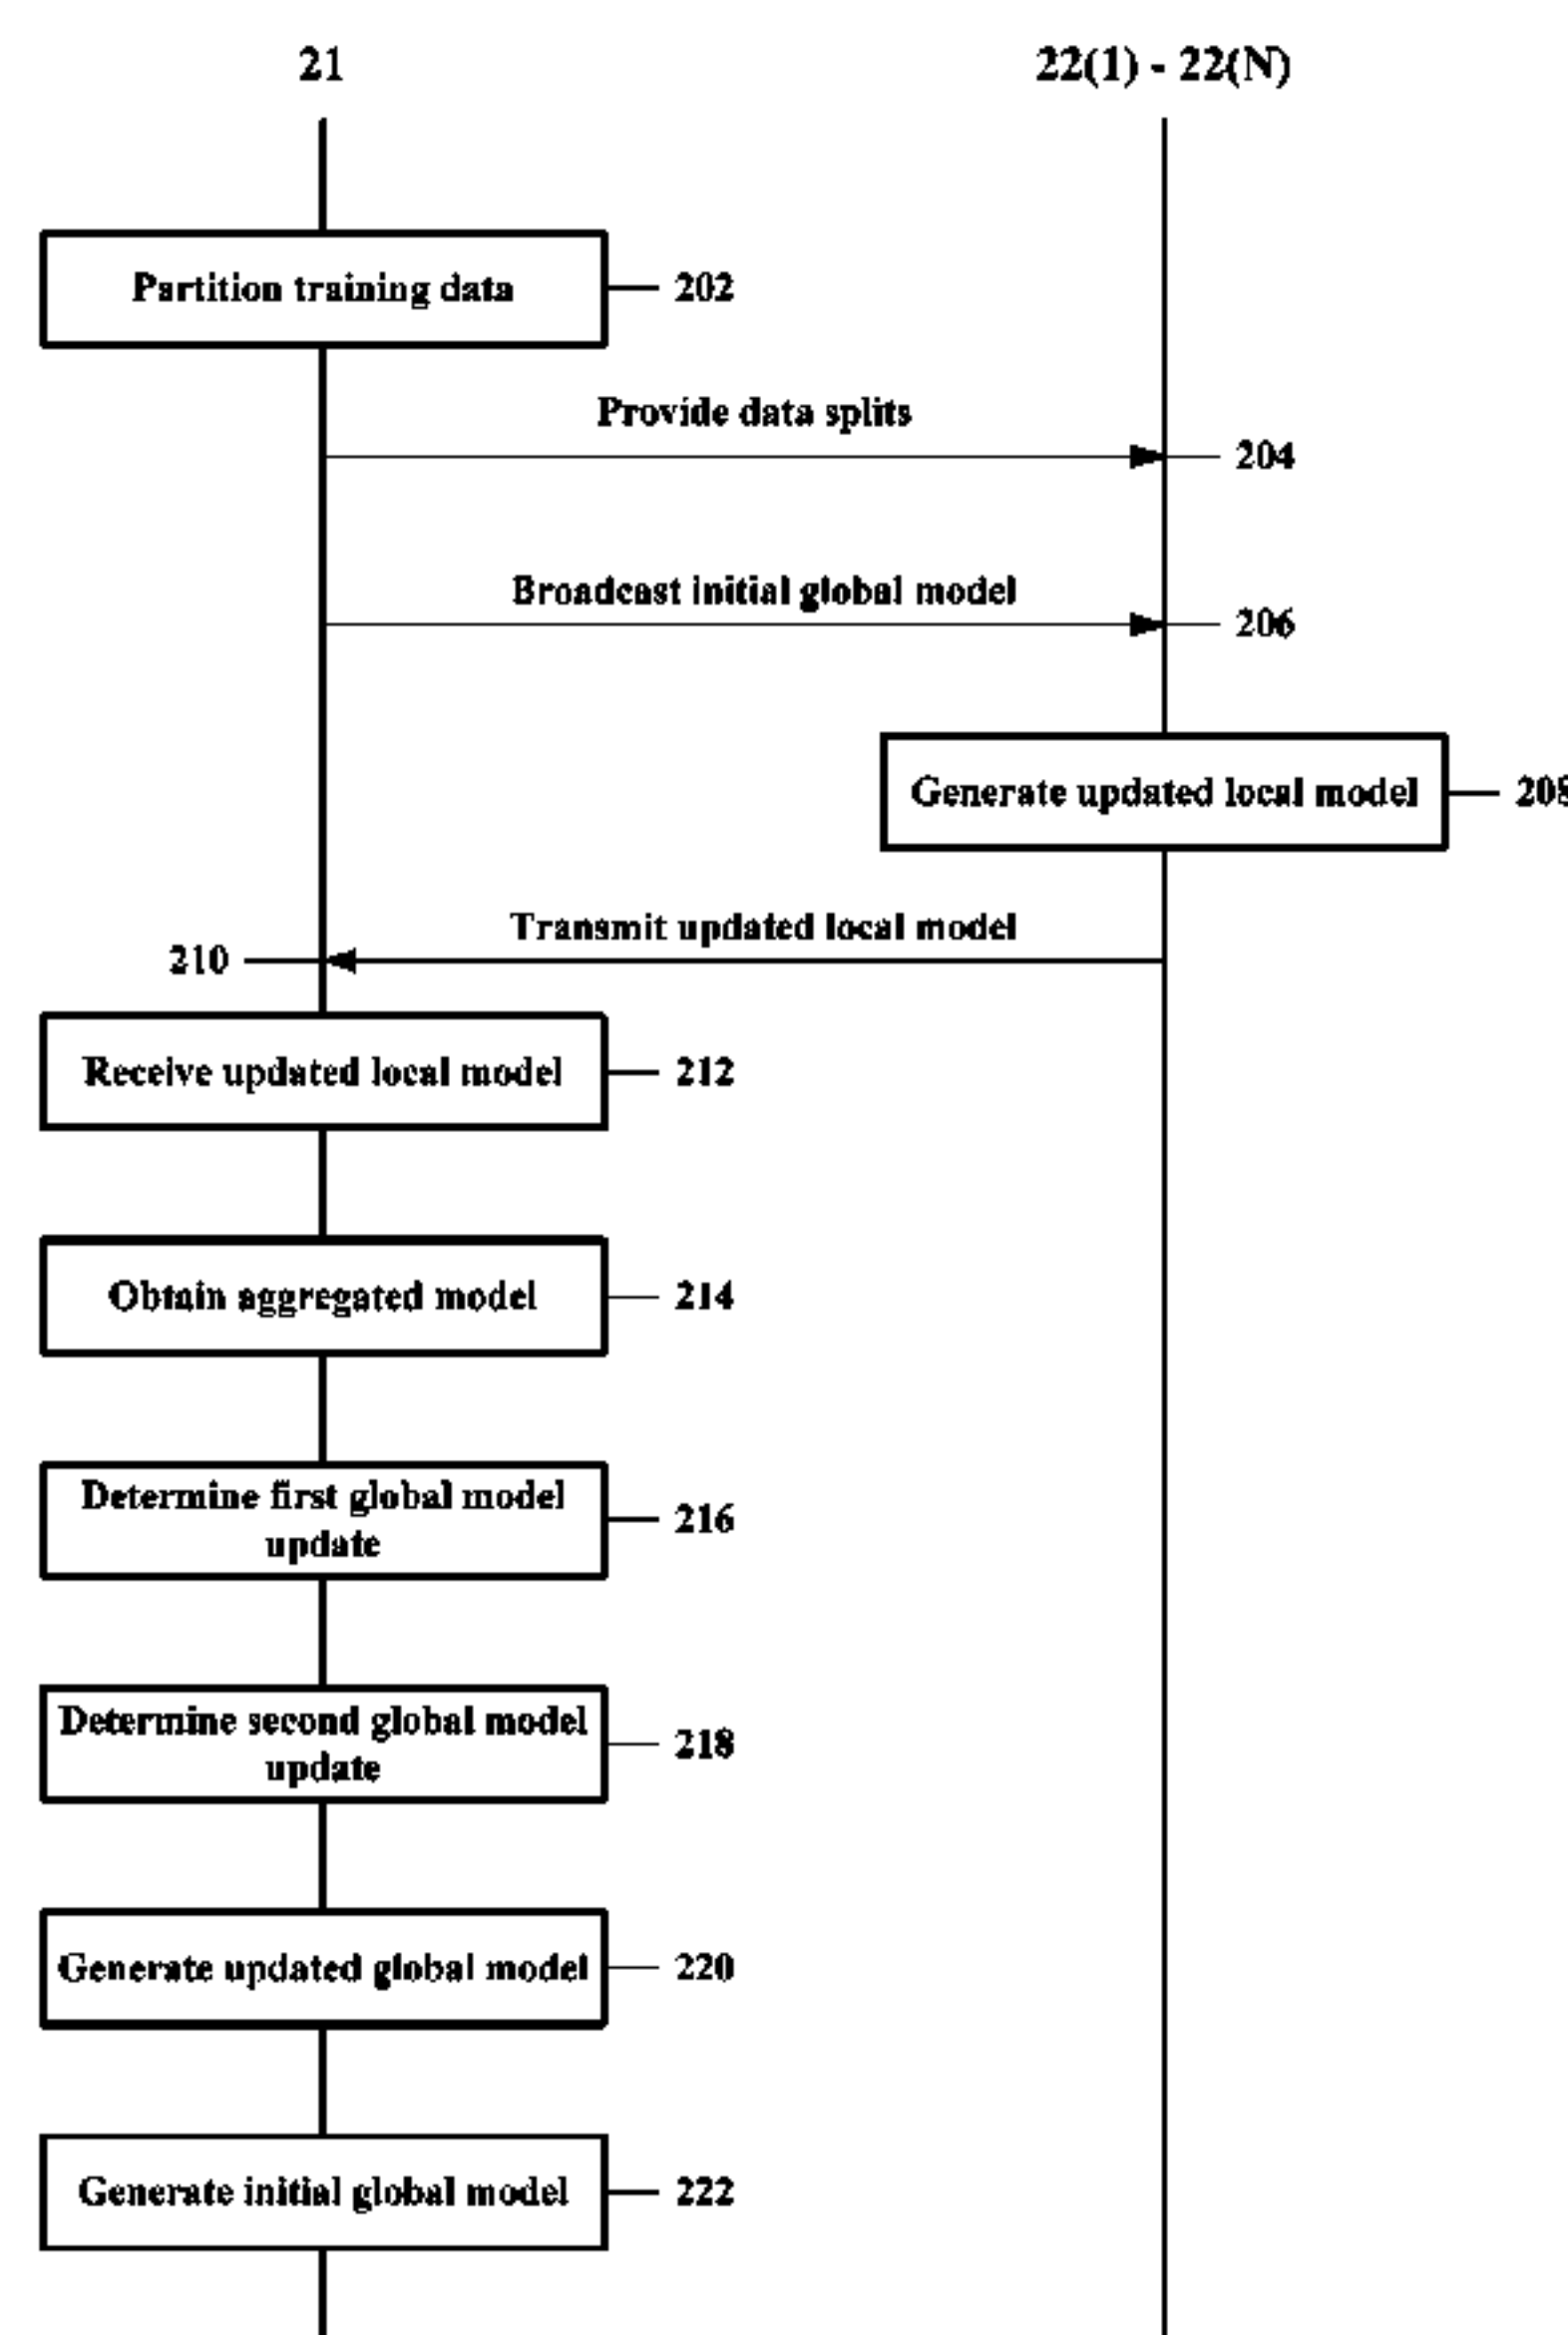 21
22(1) - 22(N)
Partition training data
202
Provide data splits
204
Broadcast initial global model
206
Generate updated local model
208
Transmit updated local model
210
Receive updated local model
212
Obtain aggregated model
214
Determine first global model
update
216
Determine second global model
update
218
Generate updated global model
220
Generate initial global model
222